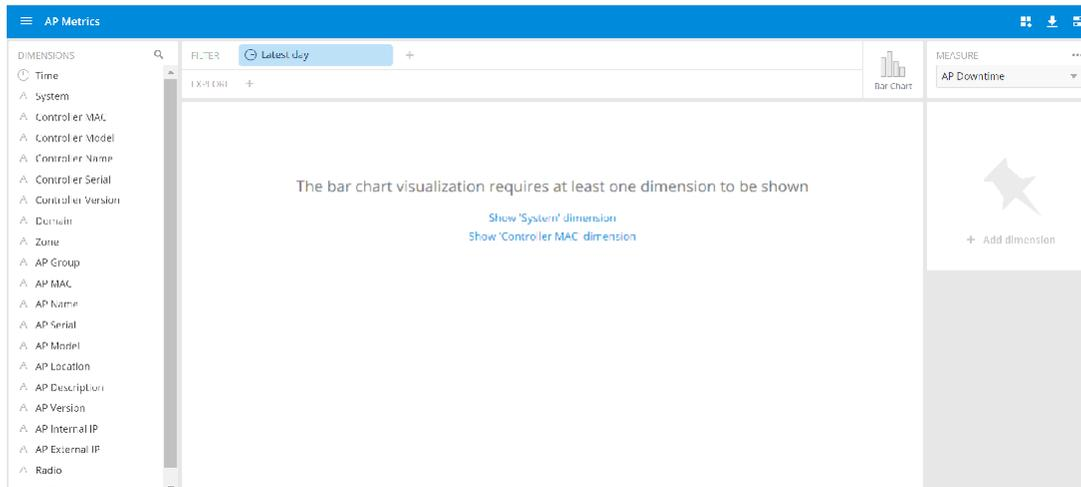 AP Metrics
DIMENSIONS
Time
A System
A Controller MAC
A Controller Model
A Controller Name
A Controller Serial
A Controller Version
A Domain
A Zone
A AP Group
A AP MAC
A AP Name
A AP Serial
A AP Model
A AP Location
A AP Description
A AP Version
A AP Internal IP
A AP External IP
A Radio
FILTER Latest day +
EXPLORE +
Bar Chart
The bar chart visualization requires at least one dimension to be shown
Show 'System' dimension
Show 'Controller MAC' dimension
MEASURE ...
AP Downtime
+ Add dimension